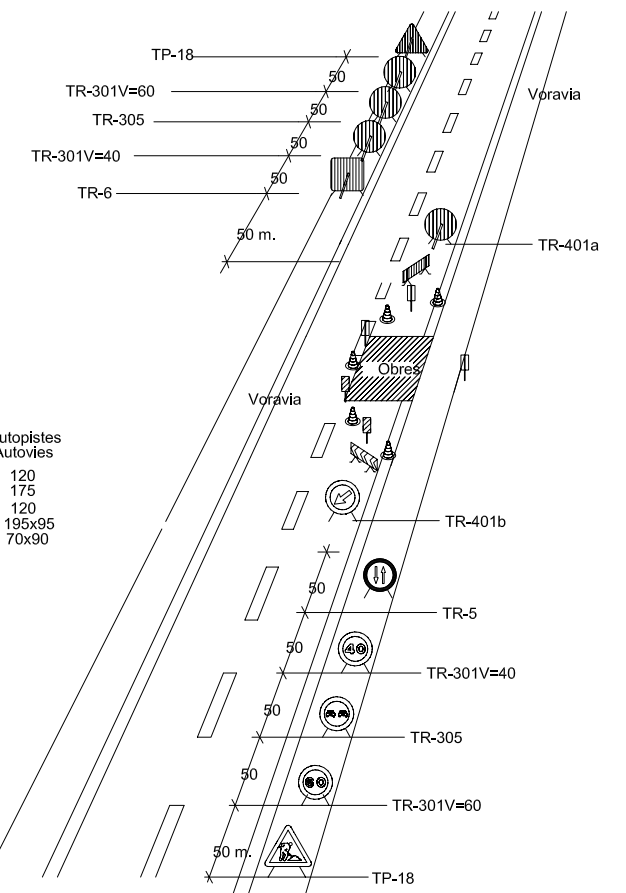 TP-18
50
TR-301V=60
50
Voravia
TR-305
50
TR-301V=40
50
TR-6
50 m.
TR-401a
Obres
Voravia
utopistes
Autovies
120
175
120
195x95
70x90
TR-401b
50
TR-5
40
50
TR-301V=40
50
TR-305
50
60
TR-301V=60
50 m.
TP-18